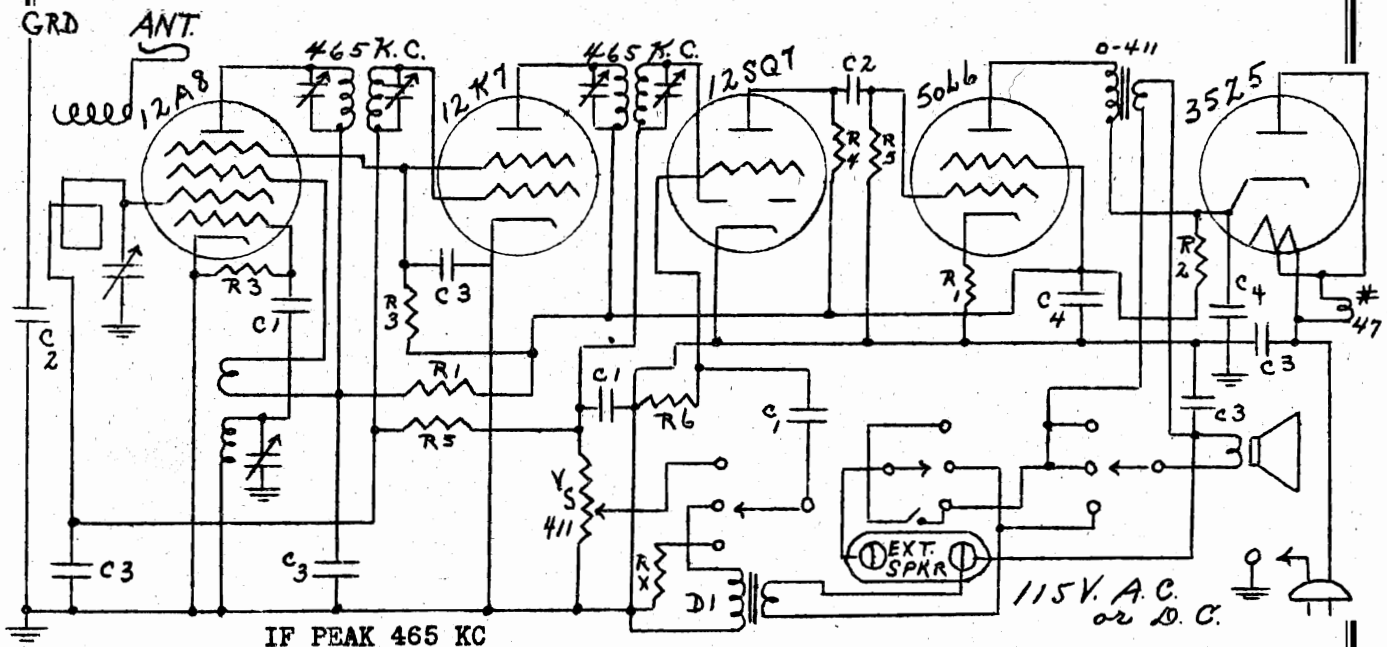 GRD
ANT.
465 K.C.
465 K.C.
0-411
12A8
12K7
12SQ7
C2
50L6
35Z5
R4
R5
R3
C1
R3
C3
R1
C4
R2
C4
#47
C2
C3
R1
R5
C1
R6
C1
C3
VS 411
C3
C3
RX
D1
EXT.
SPKR
115V. A.C.
or D.C.
IF PEAK 465 KC